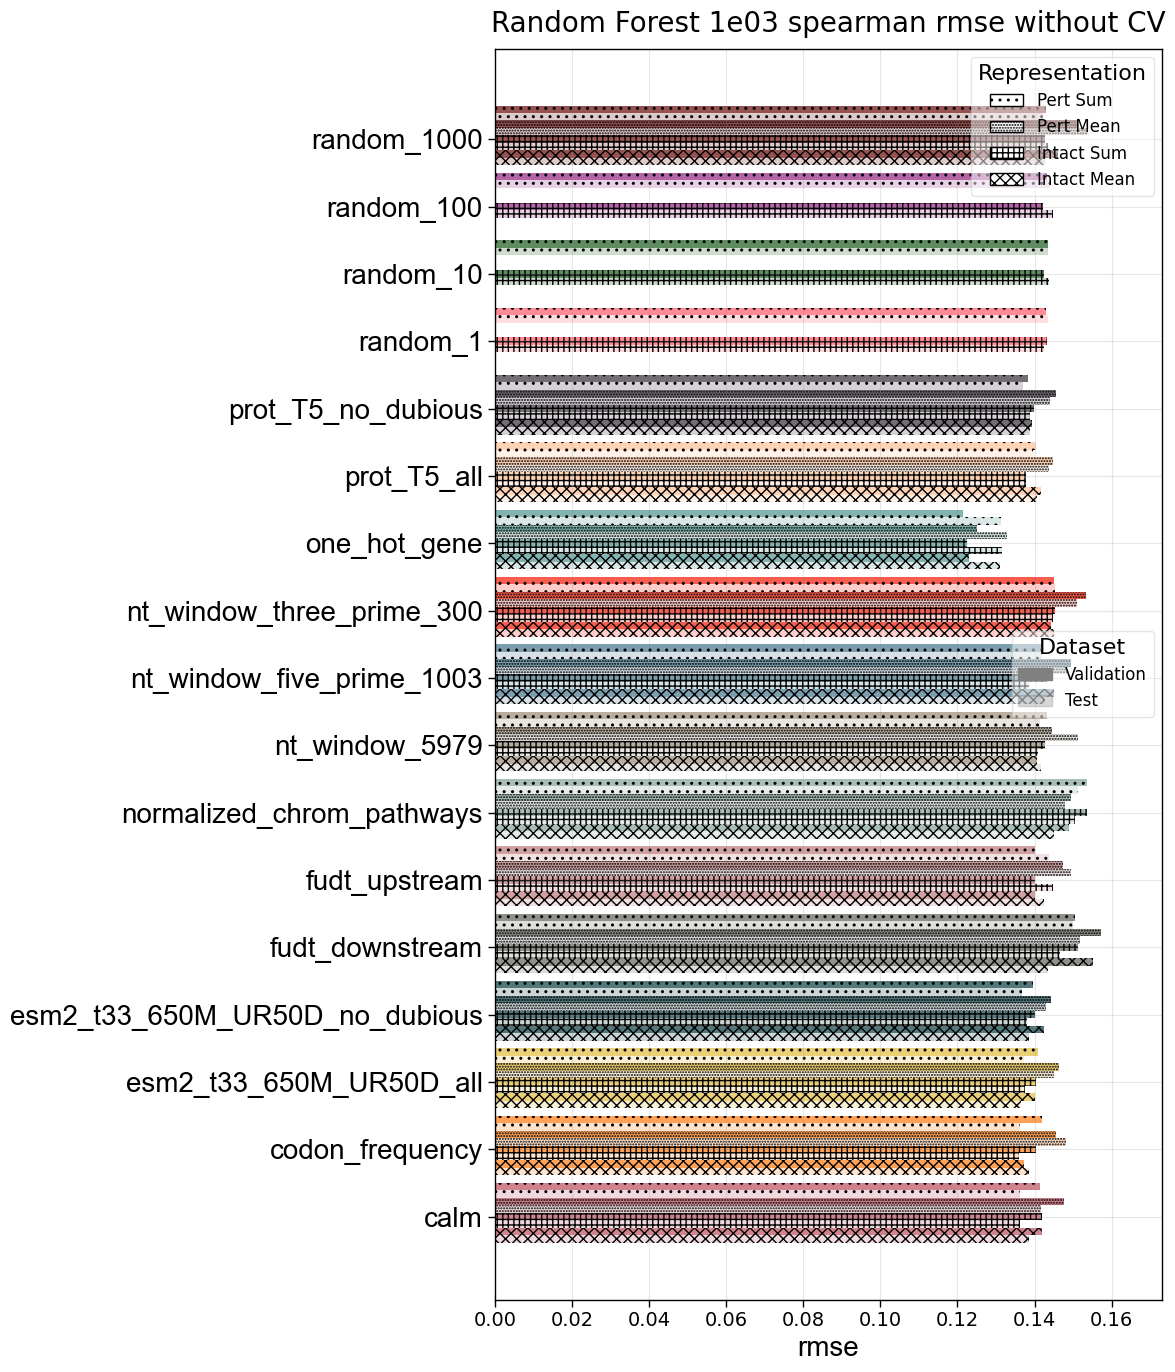 Random Forest 1e03 spearman rmse without CV
Representation
Pert Sum
Pert Mean
Intact Sum
Intact Mean
random_1000
random_100
random_10
random_1
prot_T5_no_dubious
prot_T5_all
one_hot_gene
nt_window_three_prime_300
Dataset
Validation
Test
nt_window_five_prime_1003
nt_window_5979
normalized_chrom_pathways
fudt_upstream
fudt_downstream
esm2_t33_650M_UR50D_no_dubious
esm2_t33_650M_UR50D_all
codon_frequency
calm
0.00 0.02 0.04 0.06 0.08 0.10 0.12 0.14 0.16
rmse